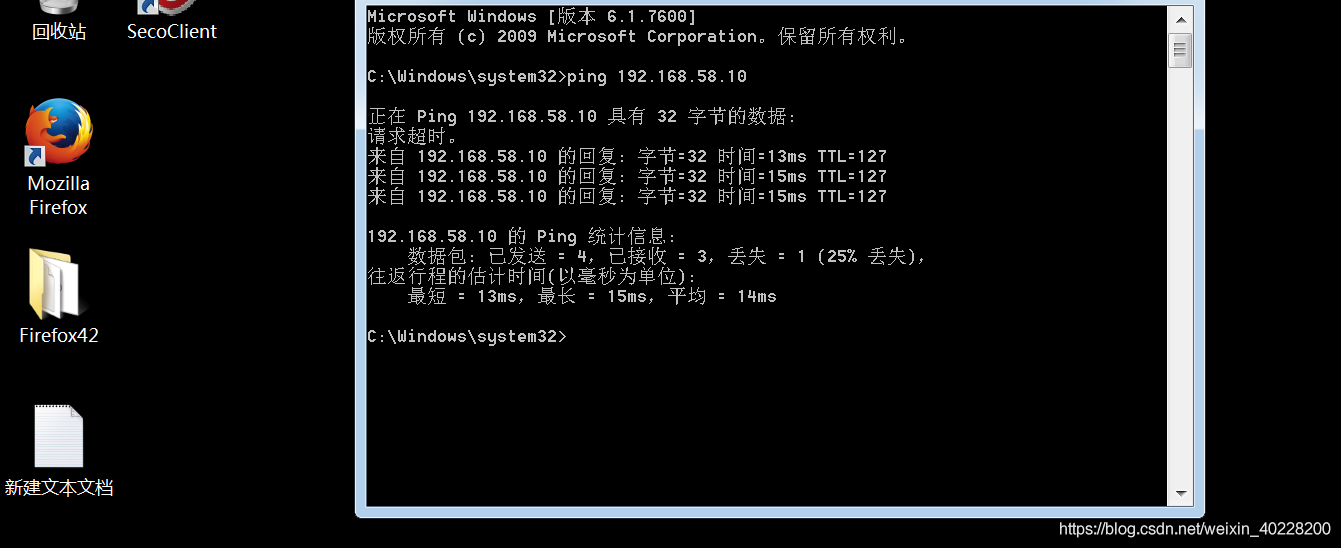 回收站
SecoClient
Mozilla
Firefox
Firefox42
新建文本文档
Microsoft Windows [版本 6.1.7600]
版权所有 (c) 2009 Microsoft Corporation。保留所有权利。
C:\Windows\system32>ping 192.168.58.10
正在 Ping 192.168.58.10 具有 32 字节的数据:
请求超时。
来自 192.168.58.10 的回复: 字节=32 时间=13ms TTL=127
来自 192.168.58.10 的回复: 字节=32 时间=15ms TTL=127
来自 192.168.58.10 的回复: 字节=32 时间=15ms TTL=127
192.168.58.10 的 Ping 统计信息:
数据包: 已发送 = 4，已接收 = 3，丢失 = 1 (25% 丢失)，
往返行程的估计时间(以毫秒为单位):
最短 = 13ms，最长 = 15ms，平均 = 14ms
C:\Windows\system32>
https://blog.csdn.net/weixin_40228200